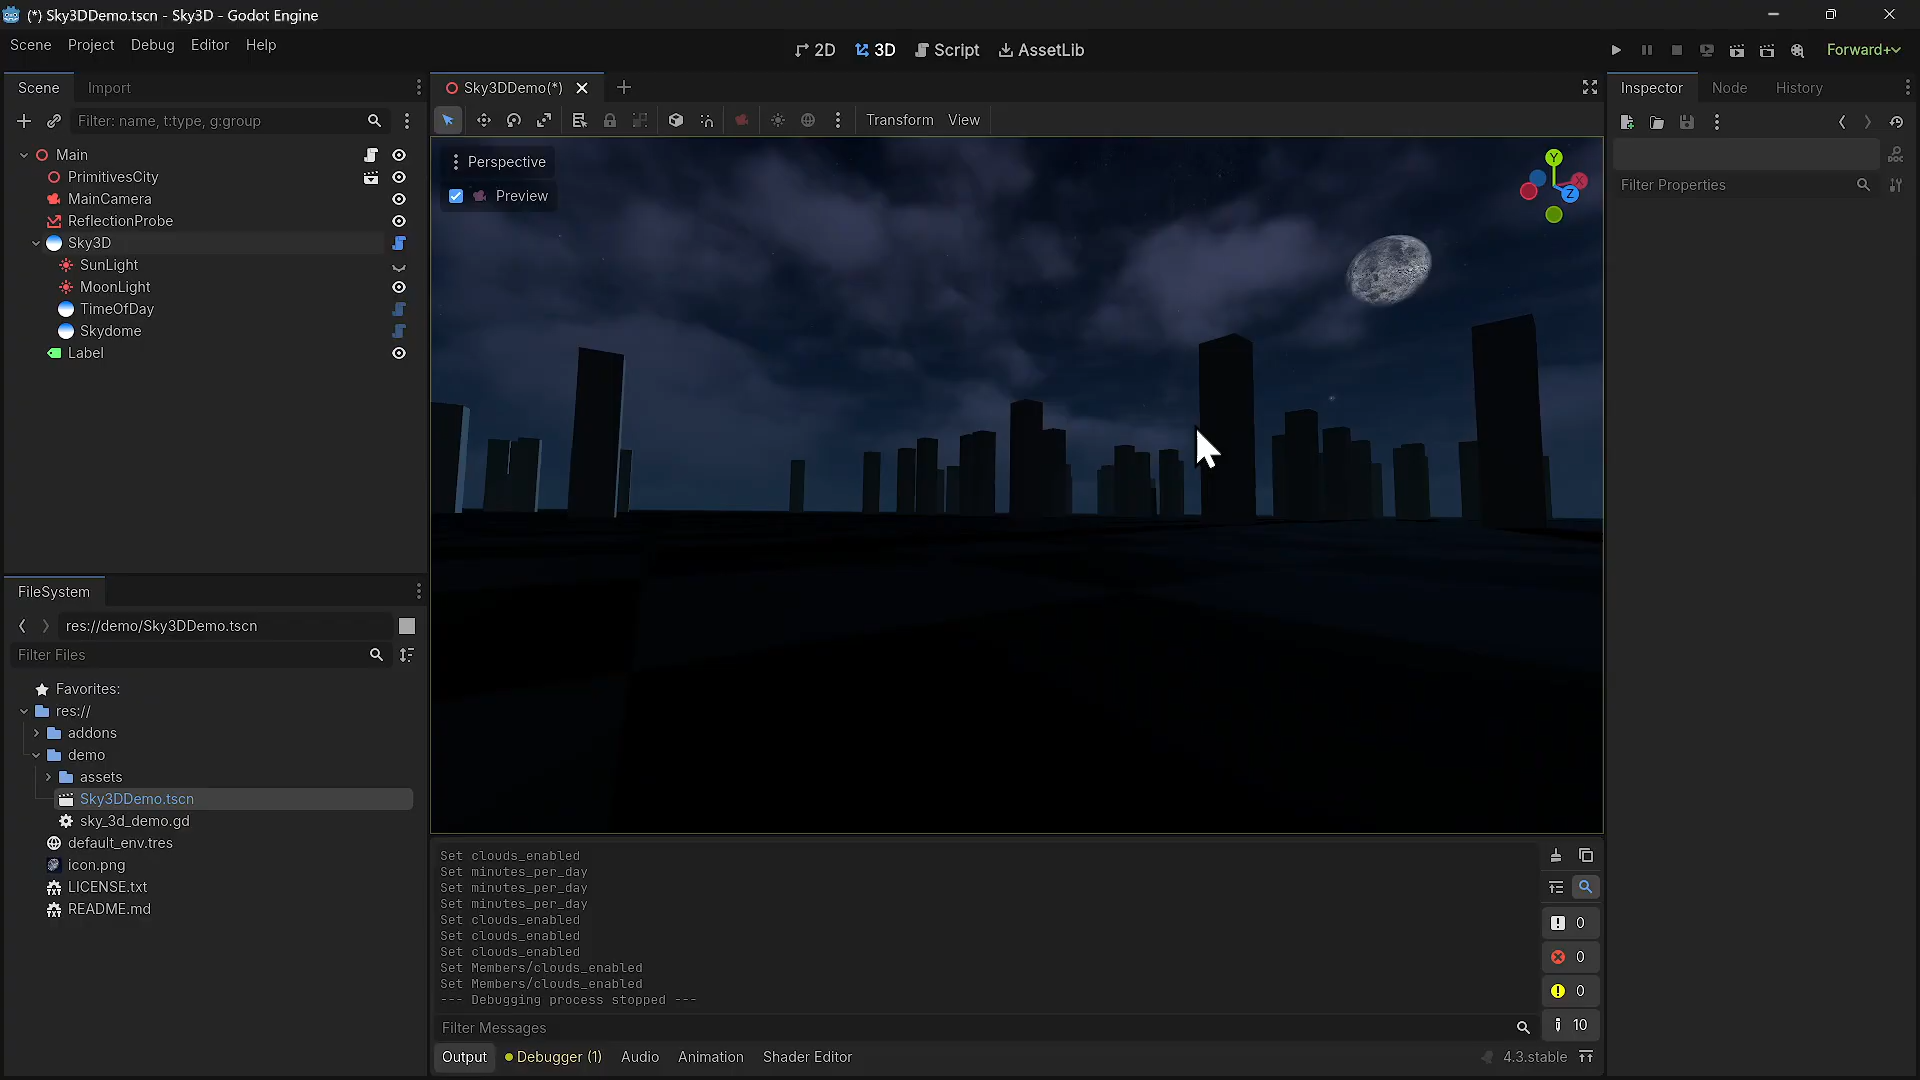 (*) Sky3DDemo.tscn - Sky3D - Godot Engine
Scene Project Debug Editor Help
2D 3D Script AssetLib
Forward+
Scene Import
Filter: name, t:type, g:group
Main
PrimitivesCity
MainCamera
ReflectionProbe
Sky3D
SunLight
MoonLight
TimeOfDay
Skydome
Label
FileSystem
res://demo/Sky3DDemo.tscn
Filter Files
Favorites:
res://
addons
demo
assets
Sky3DDemo.tscn
sky_3d_demo.gd
default_env.tres
icon.png
LICENSE.txt
README.md
Sky3DDemo(*)
Transform View
Perspective
Preview
Y
X
Z
Set clouds_enabled
Set minutes_per_day
Set minutes_per_day
Set minutes_per_day
Set clouds_enabled
Set clouds_enabled
Set clouds_enabled
Set Members/clouds_enabled
Set Members/clouds_enabled
--- Debugging process stopped ---
Filter Messages
0
0
0
10
Output Debugger (1) Audio Animation Shader Editor
4.3.stable
Inspector Node History
Filter Properties